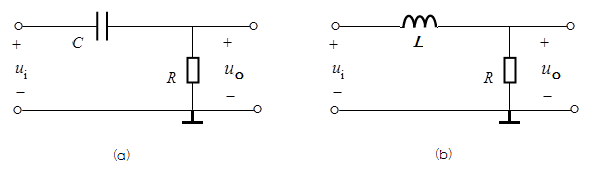 + C + + L +
u_i R u_o u_i R u_o
− − − −
(a) (b)